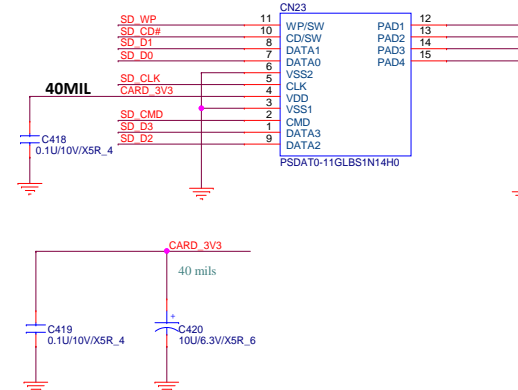 CN23
SD_WP 11 WP/SW PAD1 12
SD_CD# 10 CD/SW PAD2 13
SD_D1 8 DATA1 PAD3 14
SD_D0 7 DATA0 PAD4 15
6 VSS2
SD_CLK 5 CLK
40MIL CARD_3V3 4 VDD
3 VSS1
SD_CMD 2 CMD
SD_D3 1 DATA3
SD_D2 9 DATA2
PSDAT0-11GLBS1N14H0
C418
0.1U/10V/X5R_4
CARD_3V3
40 mils
+
C419 C420
0.1U/10V/X5R_4 10U/6.3V/X5R_6